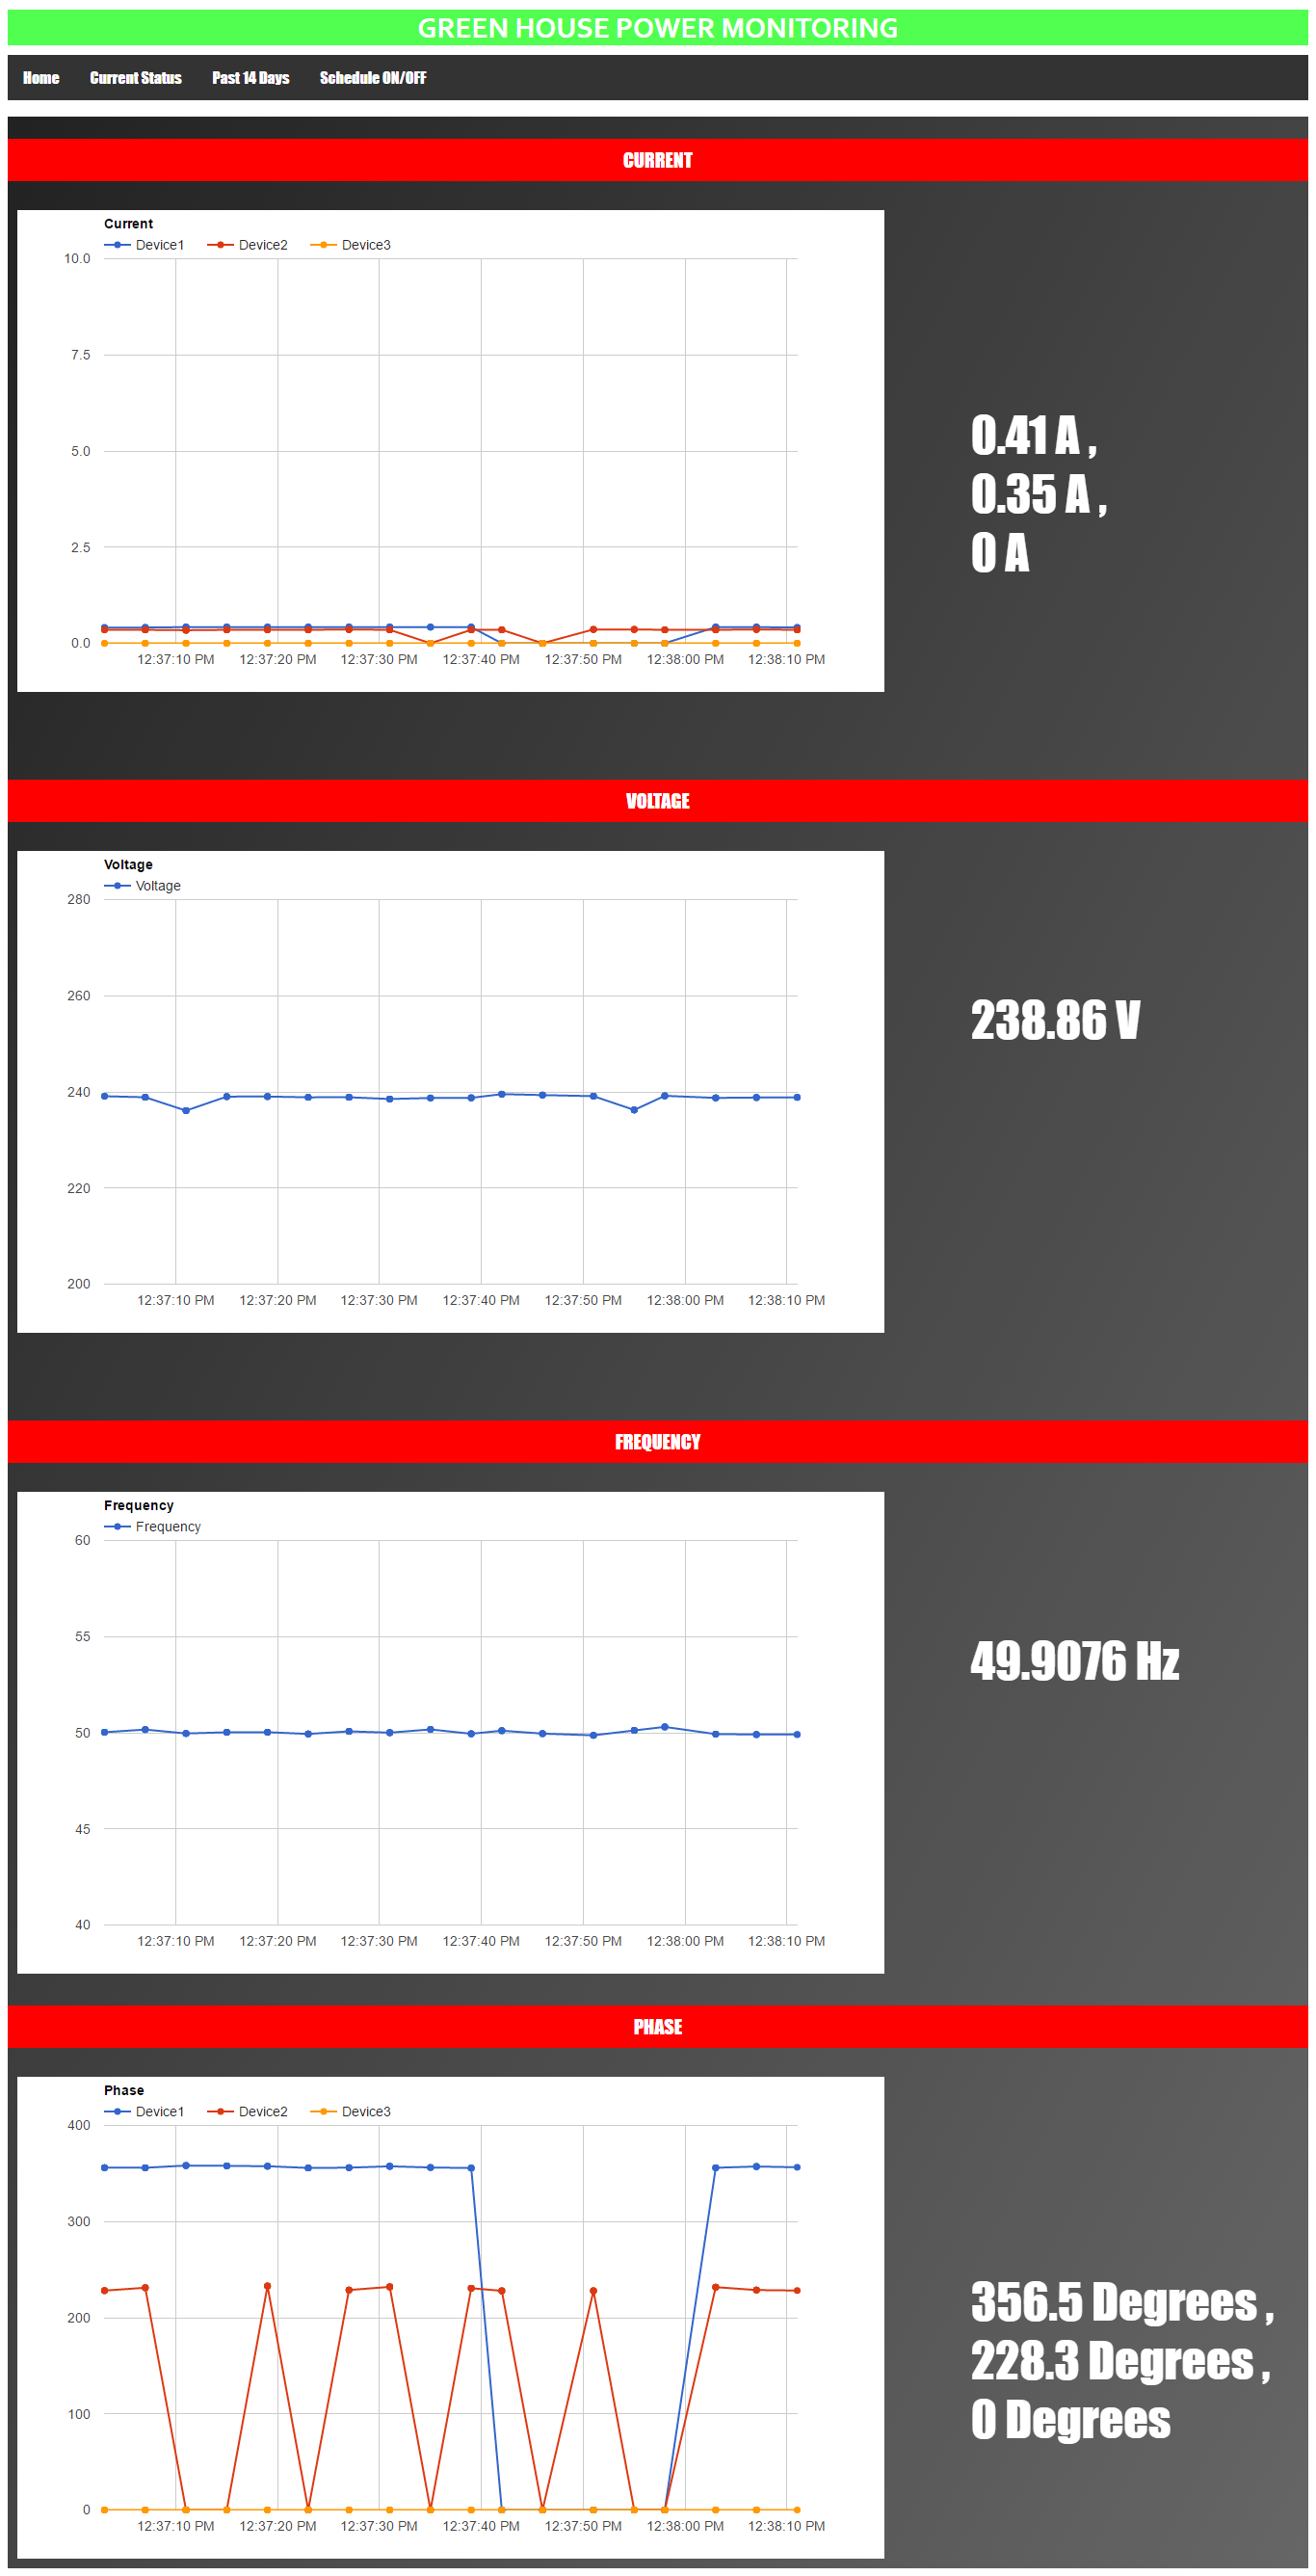 GREEN HOUSE POWER MONITORING
Home Current Status Past 14 Days Schedule ON/OFF
CURRENT
Current
Device1 Device2 Device3
10.0
7.5
5.0
2.5
0.0
12:37:10 PM 12:37:20 PM 12:37:30 PM 12:37:40 PM 12:37:50 PM 12:38:00 PM 12:38:10 PM
0.41 A ,
0.35 A ,
0 A
VOLTAGE
Voltage
Voltage
280
260
240
220
200
12:37:10 PM 12:37:20 PM 12:37:30 PM 12:37:40 PM 12:37:50 PM 12:38:00 PM 12:38:10 PM
238.86 V
FREQUENCY
Frequency
Frequency
60
55
50
45
40
12:37:10 PM 12:37:20 PM 12:37:30 PM 12:37:40 PM 12:37:50 PM 12:38:00 PM 12:38:10 PM
49.9076 Hz
PHASE
Phase
Device1 Device2 Device3
400
300
200
100
0
12:37:10 PM 12:37:20 PM 12:37:30 PM 12:37:40 PM 12:37:50 PM 12:38:00 PM 12:38:10 PM
356.5 Degrees ,
228.3 Degrees ,
0 Degrees